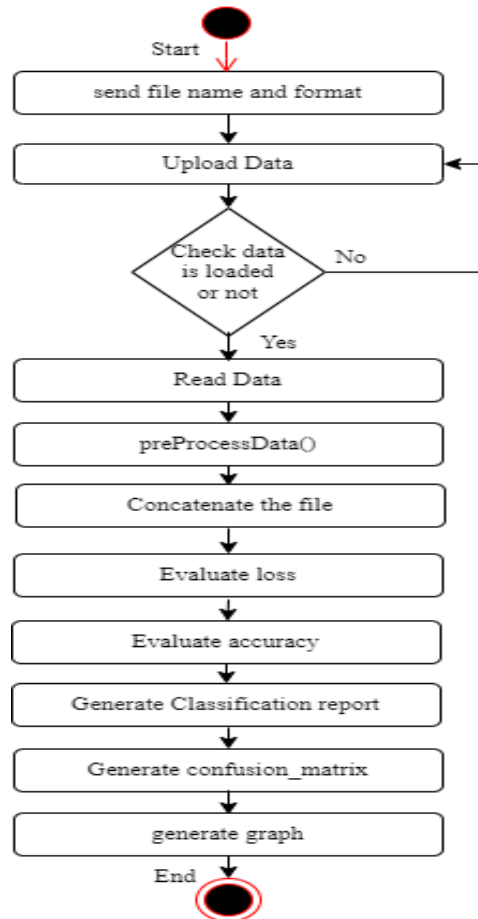 Start
send file name and format
Upload Data
Check data
is loaded
or not
No
Yes
Read Data
preProcessData()
Concatenate the file
Evaluate loss
Evaluate accuracy
Generate Classification report
Generate confusion_matrix
generate graph
End